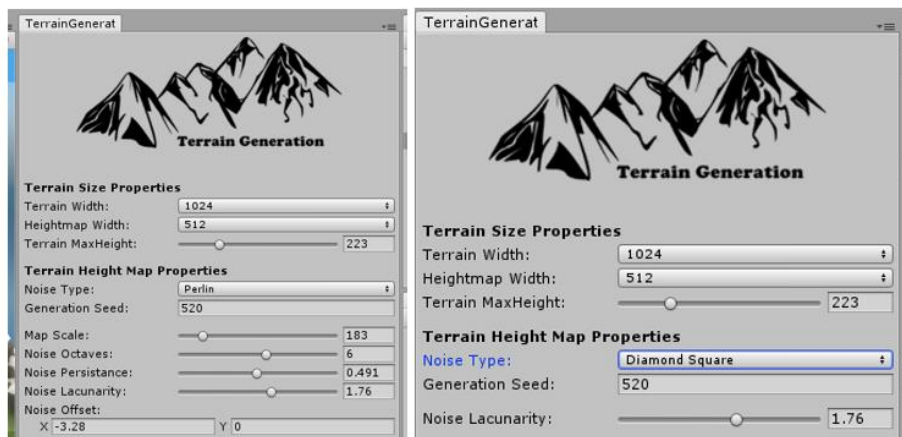 TerrainGenerat
Terrain Generation
Terrain Size Properties
Terrain Width: 1024
Heightmap Width: 512
Terrain MaxHeight: 223
Terrain Height Map Properties
Noise Type: Perlin
Generation Seed: 520
Map Scale: 183
Noise Octaves: 6
Noise Persistance: 0.491
Noise Lacunarity: 1.76
Noise Offset:
X -3.28 Y 0
TerrainGenerat
Terrain Generation
Terrain Size Properties
Terrain Width: 1024
Heightmap Width: 512
Terrain MaxHeight: 223
Terrain Height Map Properties
Noise Type: Diamond Square
Generation Seed: 520
Noise Lacunarity: 1.76